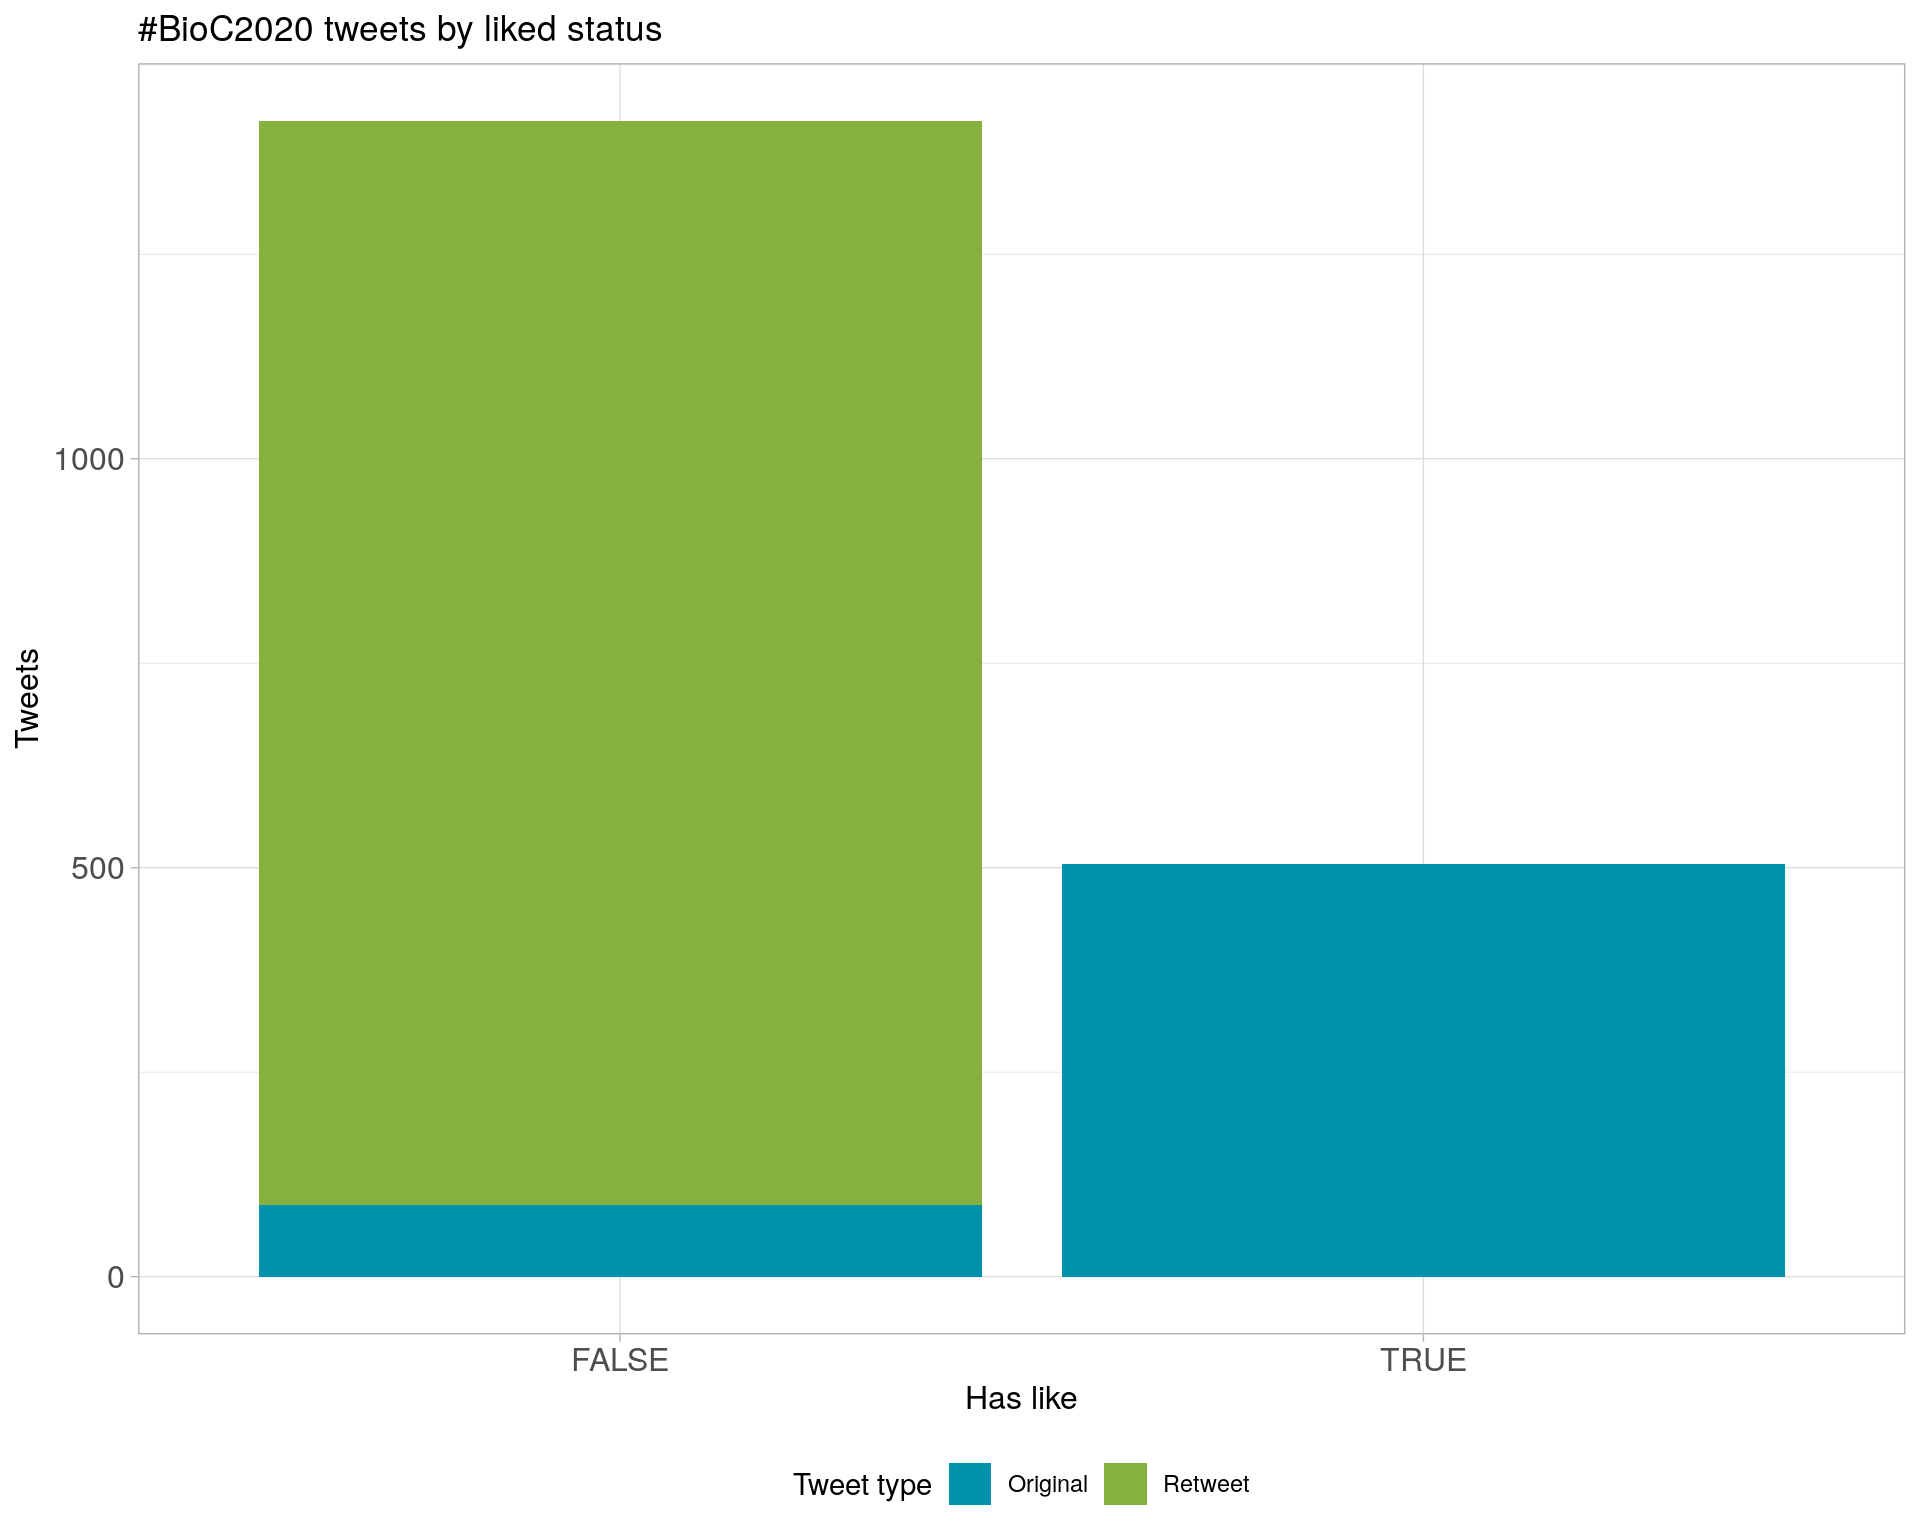 #BioC2020 tweets by liked status
1000
500
0
Tweets
FALSE TRUE
Has like
Tweet type Original Retweet